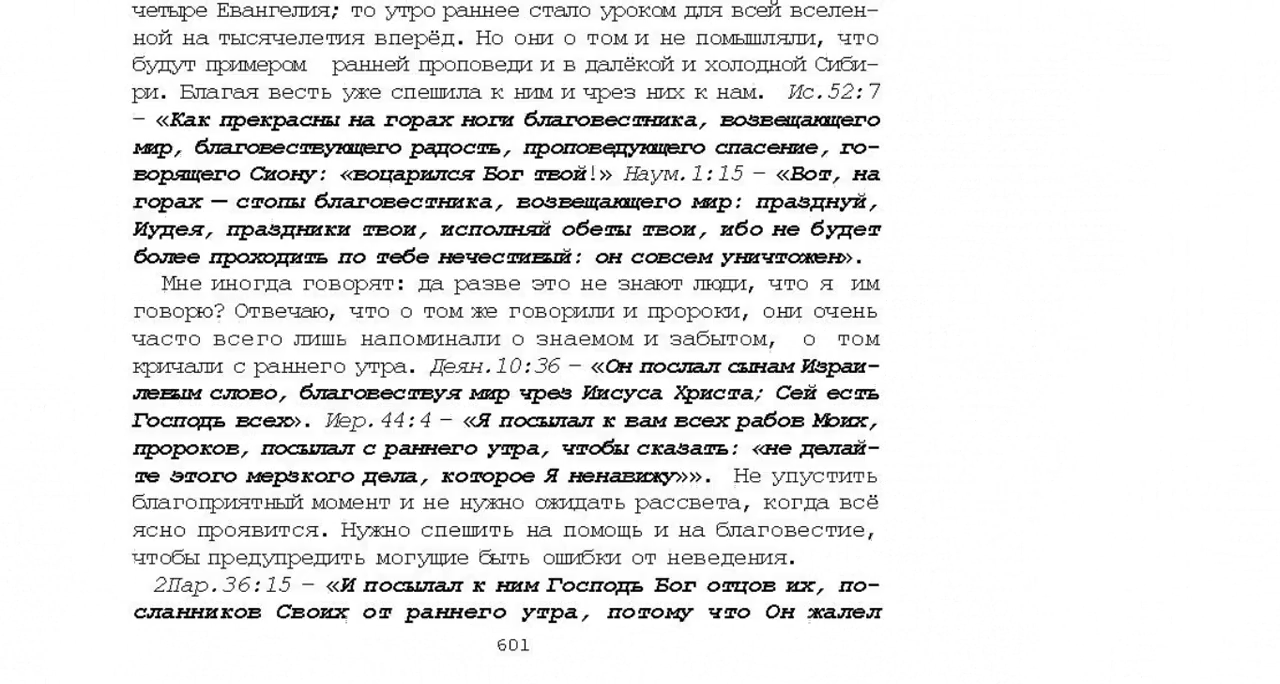 четыре Евангелия; то утро раннее стало уроком для всей вселен-
ной на тысячелетия вперёд. Но они о том и не помышляли, что
будут примером ранней проповеди и в далёкой и холодной Сиби-
ри. Благая весть уже спешила к ним и чрез них к нам. Ис.52:7
– «Как прекрасны на горах ноги благовестника, возвещающего
мир, благовествующего радость, проповедующего спасение, го-
ворящего Сиону: «воцарился Бог твой!» Наум.1:15 – «Вот, на
горах — стопы благовестника, возвещающего мир: празднуй,
Иудея, праздники твои, исполняй обеты твои, ибо не будет
более проходить по тебе нечестивый: он совсем уничтожен».
Мне иногда говорят: да разве это не знают люди, что я им
говорю? Отвечаю, что о том же говорили и пророки, они очень
часто всего лишь напоминали о знаемом и забытом, о том
кричали с раннего утра. Деян.10:36 – «Он послал сынам Израи-
левым слово, благовествуя мир чрез Иисуса Христа; Сей есть
Господь всех». Иер.44:4 – «Я посылал к вам всех рабов Моих,
пророков, посылал с раннего утра, чтобы сказать: «не делай-
те этого мерзкого дела, которое Я ненавижу»». Не упустить
благоприятный момент и не нужно ожидать рассвета, когда всё
ясно проявится. Нужно спешить на помощь и на благовестие,
чтобы предупредить могущие быть ошибки от неведения.
2Пар.36:15 – «И посылал к ним Господь Бог отцов их, по-
сланников Своих от раннего утра, потому что Он жалел
601